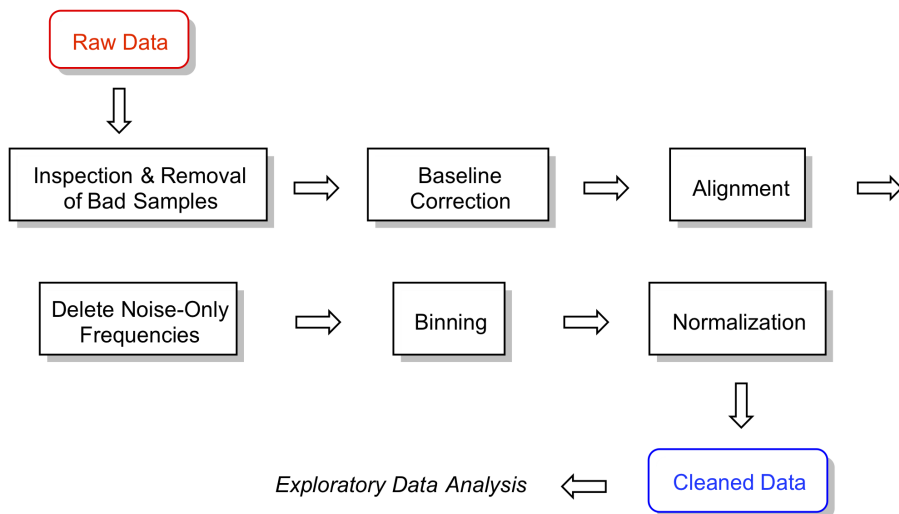 Raw Data
Inspection & Removal
of Bad Samples
Baseline
Correction
Alignment
Delete Noise-Only
Frequencies
Binning
Normalization
Cleaned Data
Exploratory Data Analysis